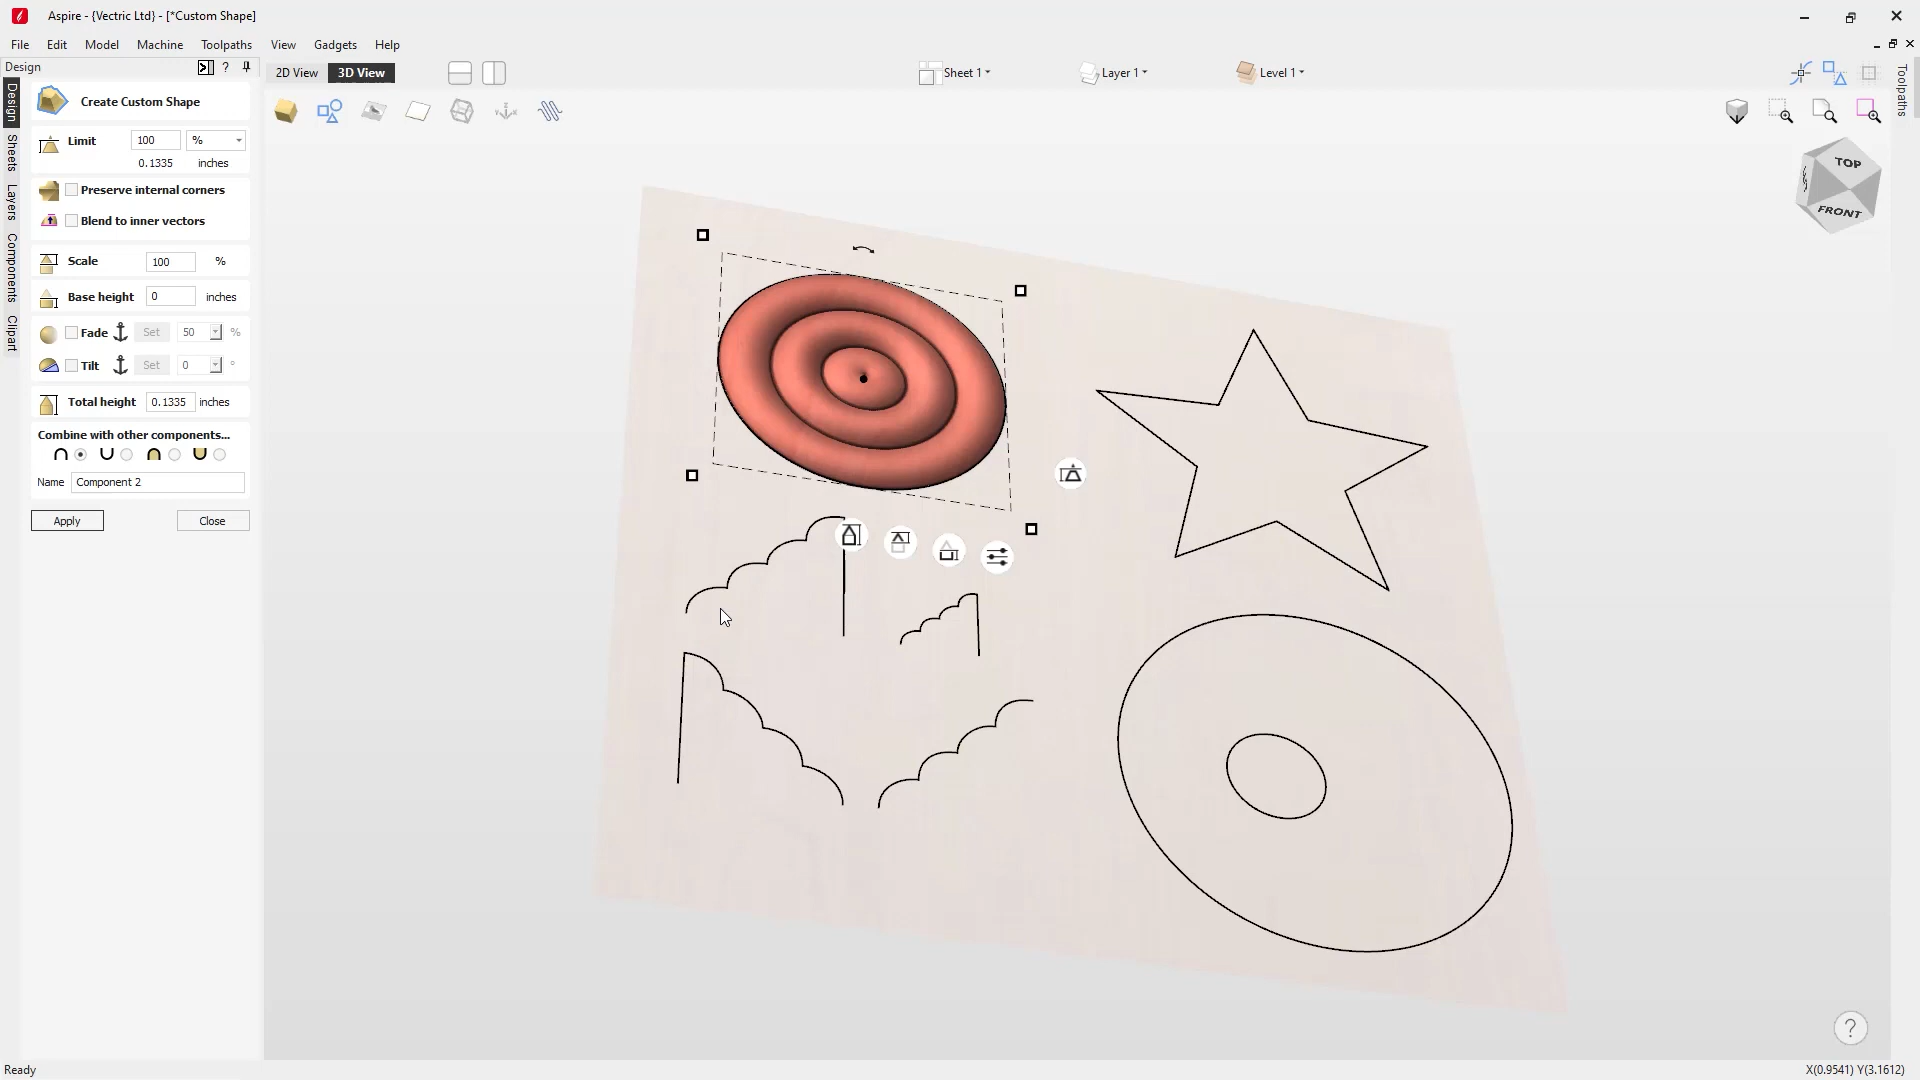 Aspire - {Vectric Ltd} - [*Custom Shape]
File Edit Model Machine Toolpaths View Gadgets Help
Design
2D View 3D View Sheet 1 Layer 1 Level 1
Design
Sheets
Layers
Components
Clipart
Create Custom Shape
Limit 100 %
0.1335 inches
Preserve internal corners
Blend to inner vectors
Scale 100 %
Base height 0 inches
Fade Set 50 %
Tilt Set 0 °
Total height 0.1335 inches
Combine with other components...
Name Component 2
Apply Close
Toolpaths
TOP
FRONT
Ready
X(0.9541) Y(3.1612)